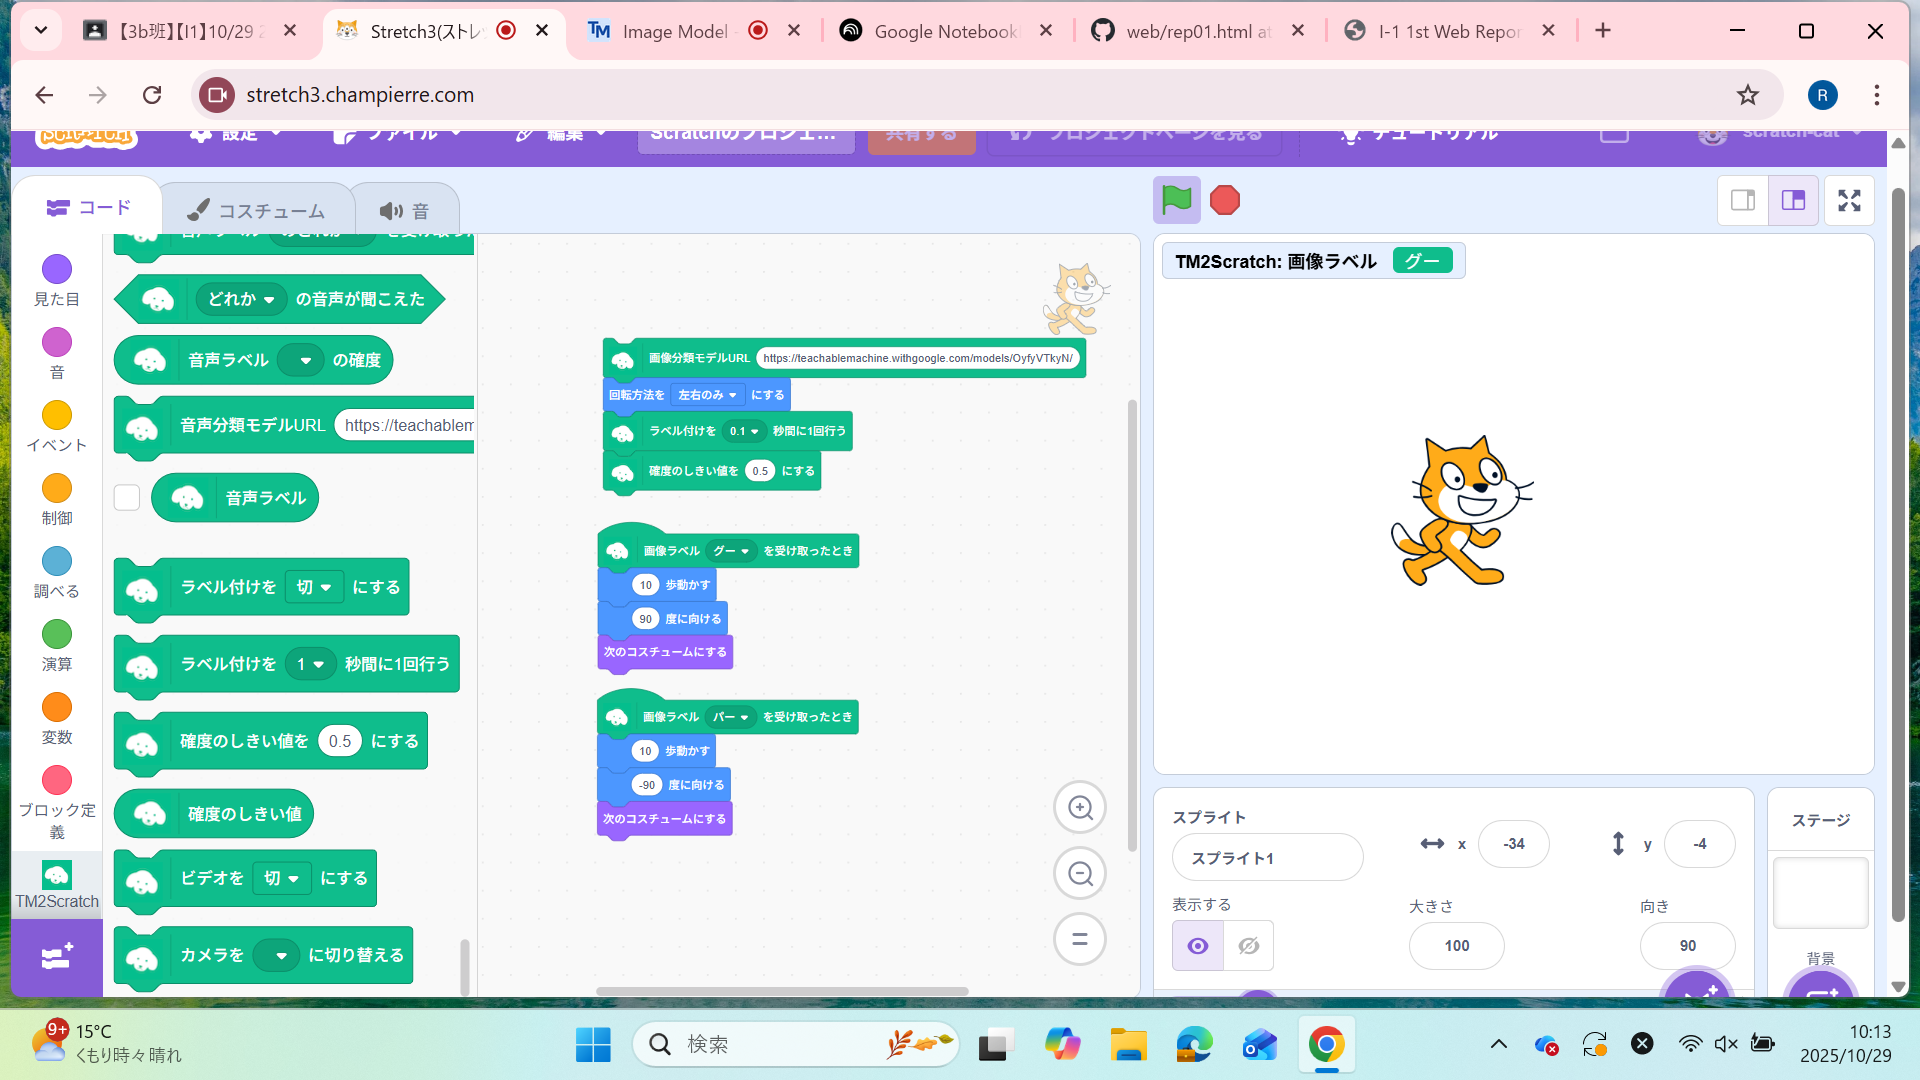 【3b班】【I1】10/29 2
Stretch3(ストレッ
Image Model
Google Notebook
web/rep01.html at
I-1 1st Web Repor
stretch3.champierre.com
R
SCRATCH
設定
ファイル
編集
Scratchのプロジェ...
共有する
プロジェクトページを見る
チュートリアル
scratch-cat
コード
コスチューム
音
見た目
音
イベント
制御
調べる
演算
変数
ブロック定義
TM2Scratch
どれか の音声が聞こえた
音声ラベル の確度
音声分類モデルURL https://teachablem
音声ラベル
ラベル付けを 切 にする
ラベル付けを 1 秒間に1回行う
確度のしきい値を 0.5 にする
確度のしきい値
ビデオを 切 にする
カメラを に切り替える
画像分類モデルURL https://teachablemachine.withgoogle.com/models/OyfyVTkyN/
回転方法を 左右のみ にする
ラベル付けを 0.1 秒間に1回行う
確度のしきい値を 0.5 にする
画像ラベル グー を受け取ったとき
10 歩動かす
90 度に向ける
次のコスチュームにする
画像ラベル パー を受け取ったとき
10 歩動かす
-90 度に向ける
次のコスチュームにする
TM2Scratch: 画像ラベル グー
スプライト
スプライト1
x -34
y -4
表示する
大きさ
100
向き
90
ステージ
背景
9+
15°C
くもり時々晴れ
検索
10:13
2025/10/29